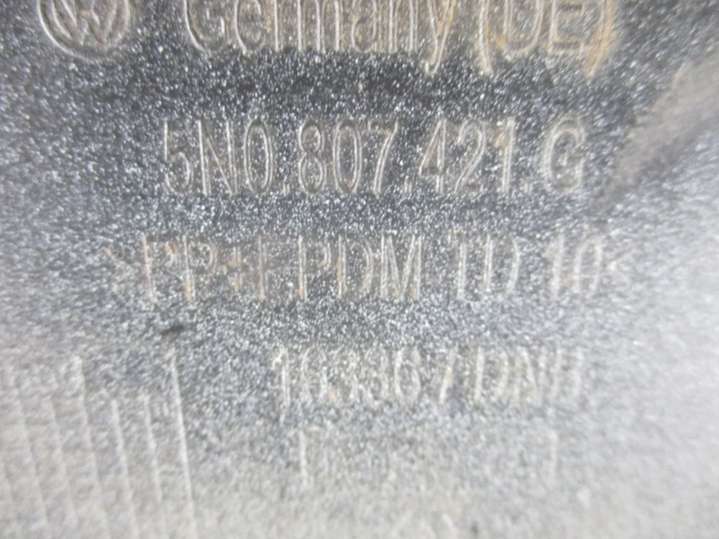 Germany (DE)
5N0.807.421.G
>PP+EPDM TD 10<